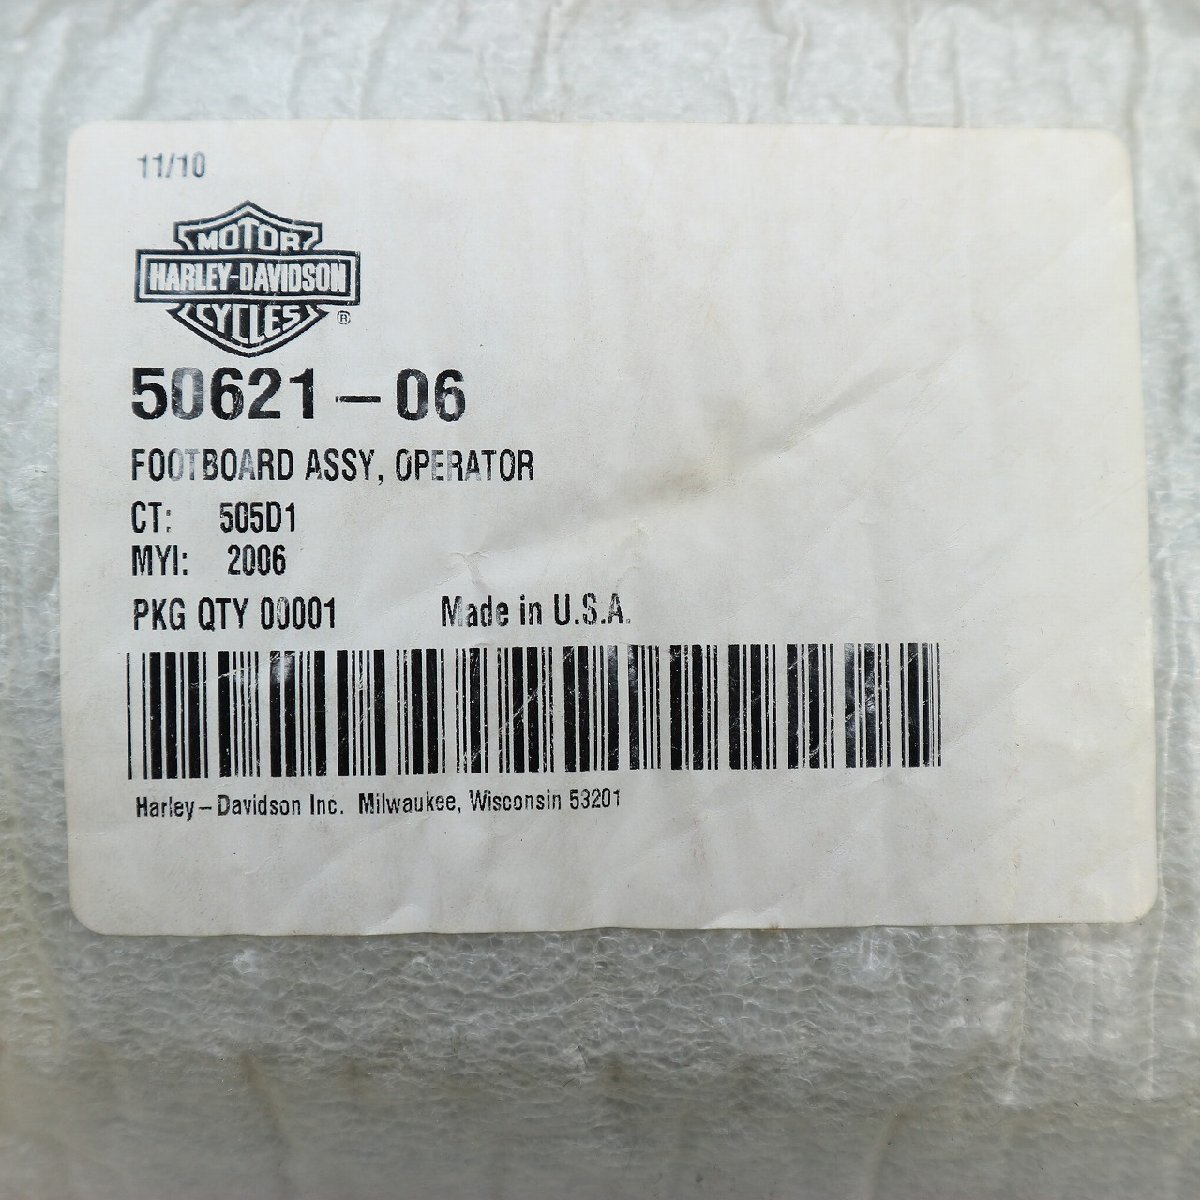 11/10
MOTOR
HARLEY-DAVIDSON
CYCLES
®
50621-06
FOOTBOARD ASSY, OPERATOR
CT: 505D1
MYI: 2006
PKG QTY 00001 Made in U.S.A.
Harley-Davidson Inc. Milwaukee, Wisconsin 53201